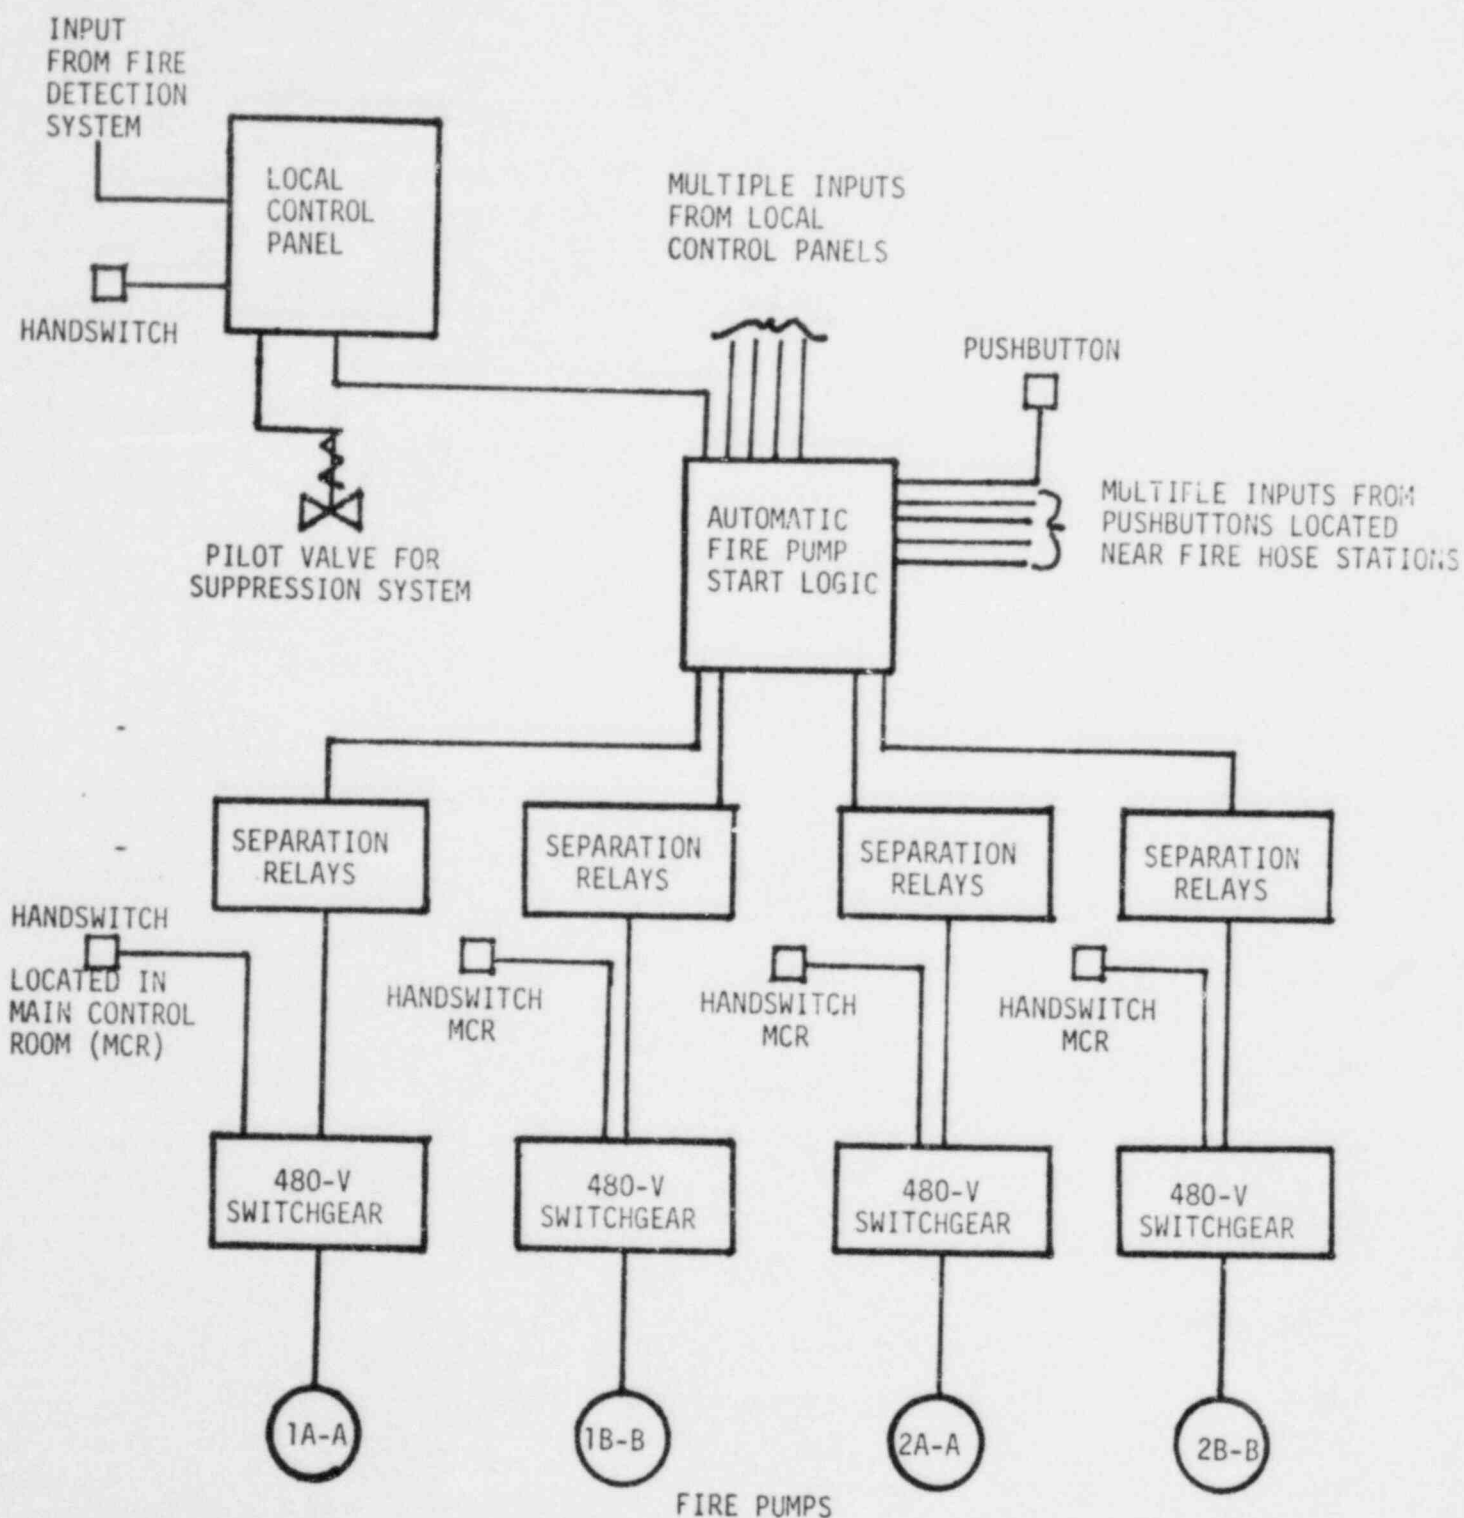 INPUT
FROM FIRE
DETECTION
SYSTEM
LOCAL
CONTROL
PANEL
MULTIPLE INPUTS
FROM LOCAL
CONTROL PANELS
HANDSWITCH
PUSHBUTTON
PILOT VALVE FOR
SUPPRESSION SYSTEM
AUTOMATIC
FIRE PUMP
START LOGIC
MULTIPLE INPUTS FROM
PUSHBUTTONS LOCATED
NEAR FIRE HOSE STATIONS
SEPARATION
RELAYS
SEPARATION
RELAYS
SEPARATION
RELAYS
SEPARATION
RELAYS
HANDSWITCH
LOCATED IN
MAIN CONTROL
ROOM (MCR)
HANDSWITCH
MCR
HANDSWITCH
MCR
HANDSWITCH
MCR
480-V
SWITCHGEAR
480-V
SWITCHGEAR
480-V
SWITCHGEAR
480-V
SWITCHGEAR
1A-A
1B-B
2A-A
2B-B
FIRE PUMPS